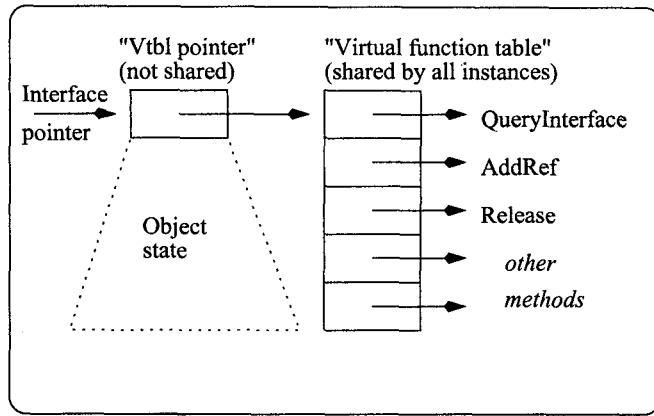 "Vtbl pointer"
(not shared)
"Virtual function table"
(shared by all instances)
Interface
pointer
QueryInterface
AddRef
Release
other
methods
Object
state